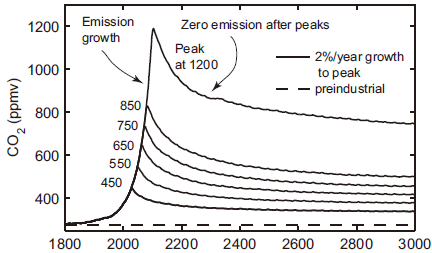 Emission
growth
Zero emission after peaks
Peak
at 1200
2%/year growth
to peak
preindustrial
CO2 (ppmv)
1200
1000
800
600
400
850
750
650
550
450
1800 2000 2200 2400 2600 2800 3000